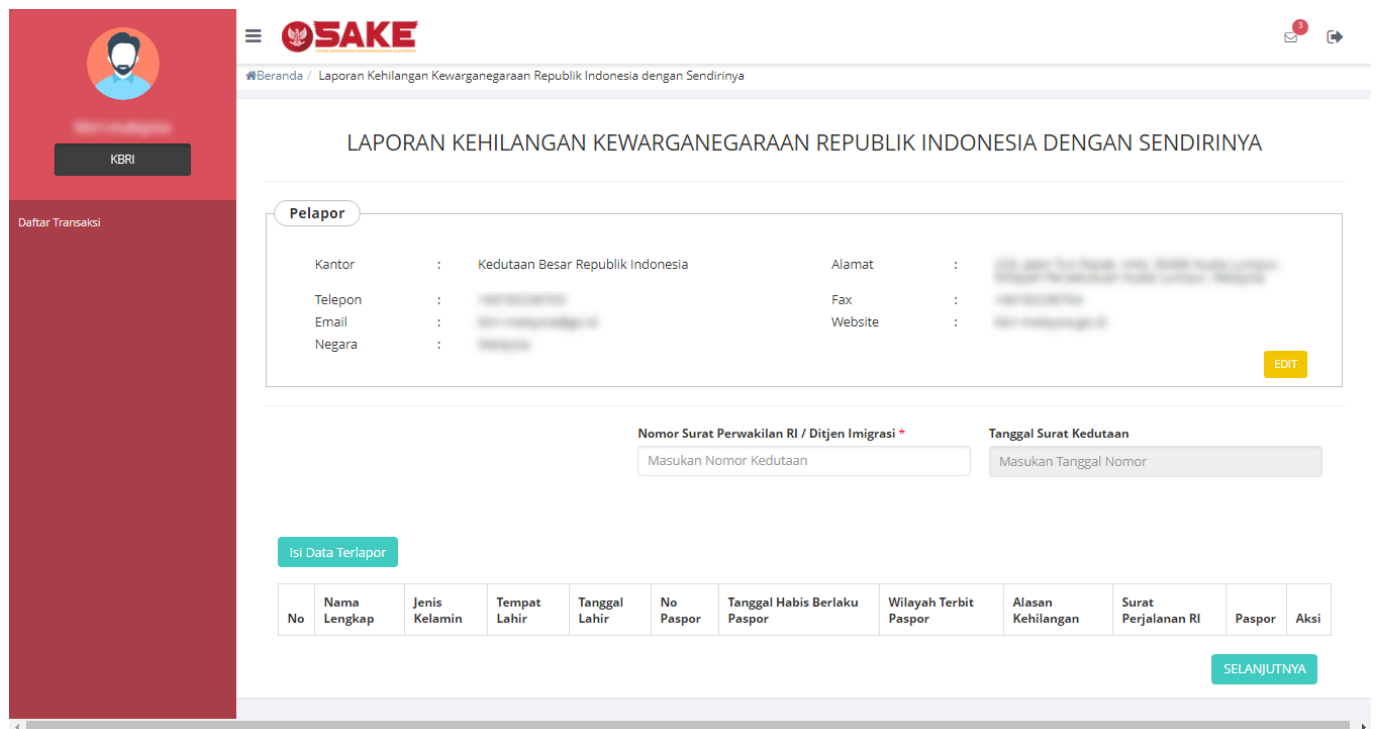 SAKE
3
Beranda / Laporan Kehilangan Kewarganegaraan Republik Indonesia dengan Sendirinya
KBRI
Daftar Transaksi
LAPORAN KEHILANGAN KEWARGANEGARAAN REPUBLIK INDONESIA DENGAN SENDIRINYA
Pelapor
Kantor : Kedutaan Besar Republik Indonesia
Alamat :
Telepon :
Fax :
Email :
Website :
Negara :
EDIT
Nomor Surat Perwakilan RI / Ditjen Imigrasi *
Masukan Nomor Kedutaan
Tanggal Surat Kedutaan
Masukan Tanggal Nomor
Isi Data Terlapor
No Nama Lengkap Jenis Kelamin Tempat Lahir Tanggal Lahir No Paspor Tanggal Habis Berlaku Paspor Wilayah Terbit Paspor Alasan Kehilangan Surat Perjalanan RI Paspor Aksi
SELANJUTNYA